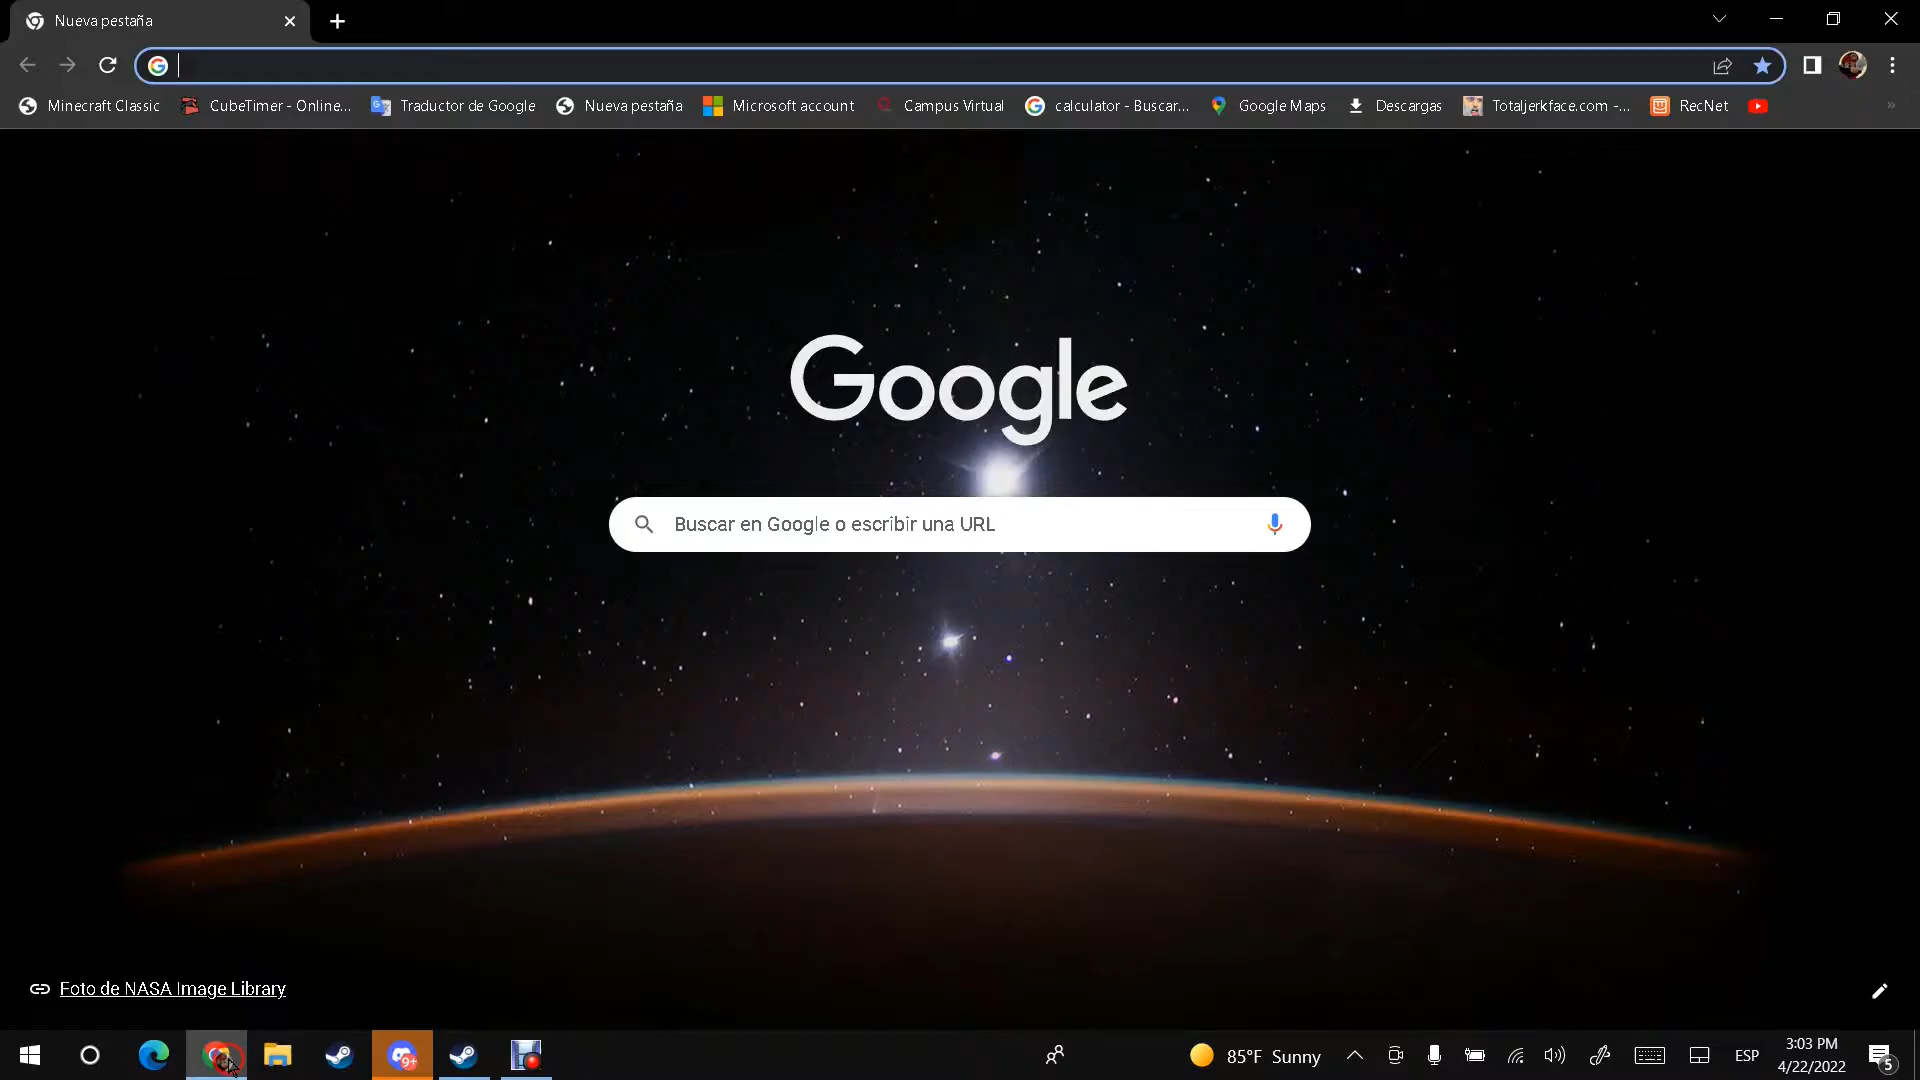 Nueva pestaña
Minecraft Classic CubeTimer - Online... Traductor de Google Nueva pestaña Microsoft account Campus Virtual calculator - Buscar... Google Maps Descargas Totaljerkface.com -... RecNet
Google
Buscar en Google o escribir una URL
Foto de NASA Image Library
9+
85°F Sunny
ESP
3:03 PM
4/22/2022
5